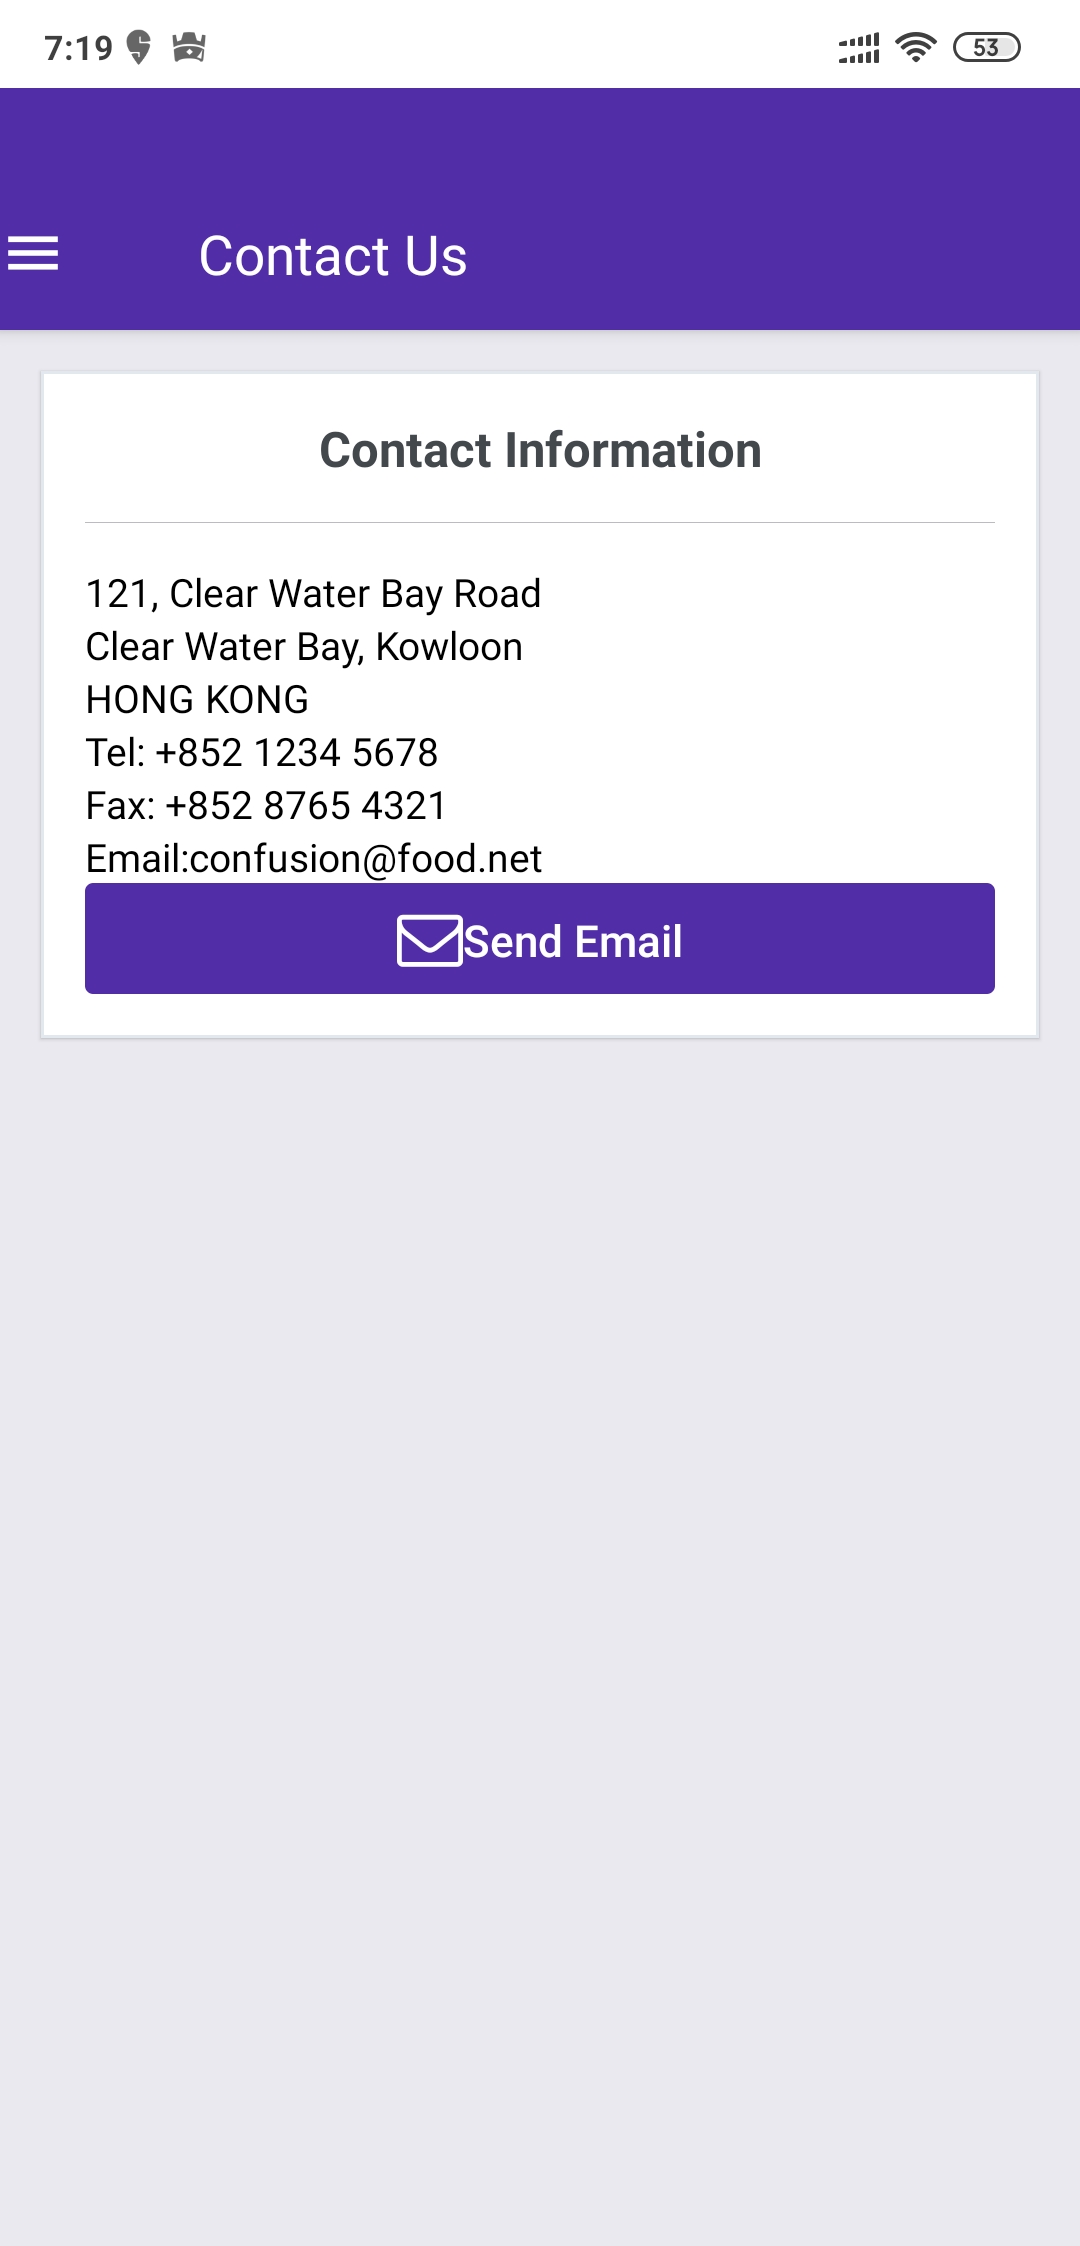 7:19
53
Contact Us
Contact Information
121, Clear Water Bay Road
Clear Water Bay, Kowloon
HONG KONG
Tel: +852 1234 5678
Fax: +852 8765 4321
Email:confusion@food.net
Send Email